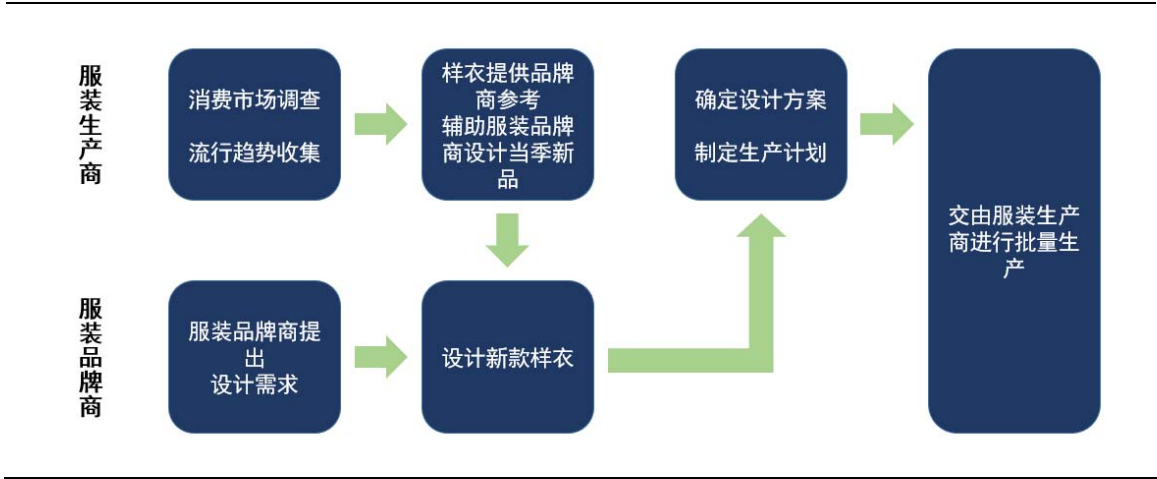 服装生产商
消费市场调查
流行趋势收集
样衣提供品牌
商参考
辅助服装品牌
商设计当季新
品
确定设计方案
制定生产计划
交由服装生产
商进行批量生
产
服装品牌商
服装品牌商提
出
设计需求
设计新款样衣